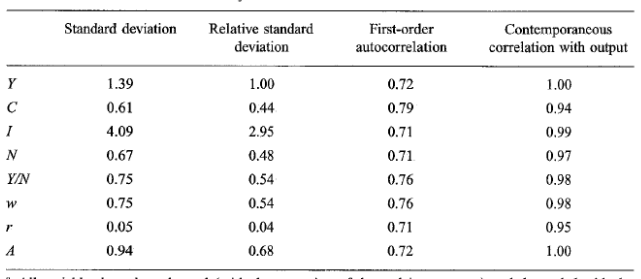 Standard deviation Relative standard deviation First-order autocorrelation Contemporaneous correlation with output
Y 1.39 1.00 0.72 1.00
C 0.61 0.44 0.79 0.94
I 4.09 2.95 0.71 0.99
N 0.67 0.48 0.71 0.97
Y/N 0.75 0.54 0.76 0.98
w 0.75 0.54 0.76 0.98
r 0.05 0.04 0.71 0.95
A 0.94 0.68 0.72 1.00